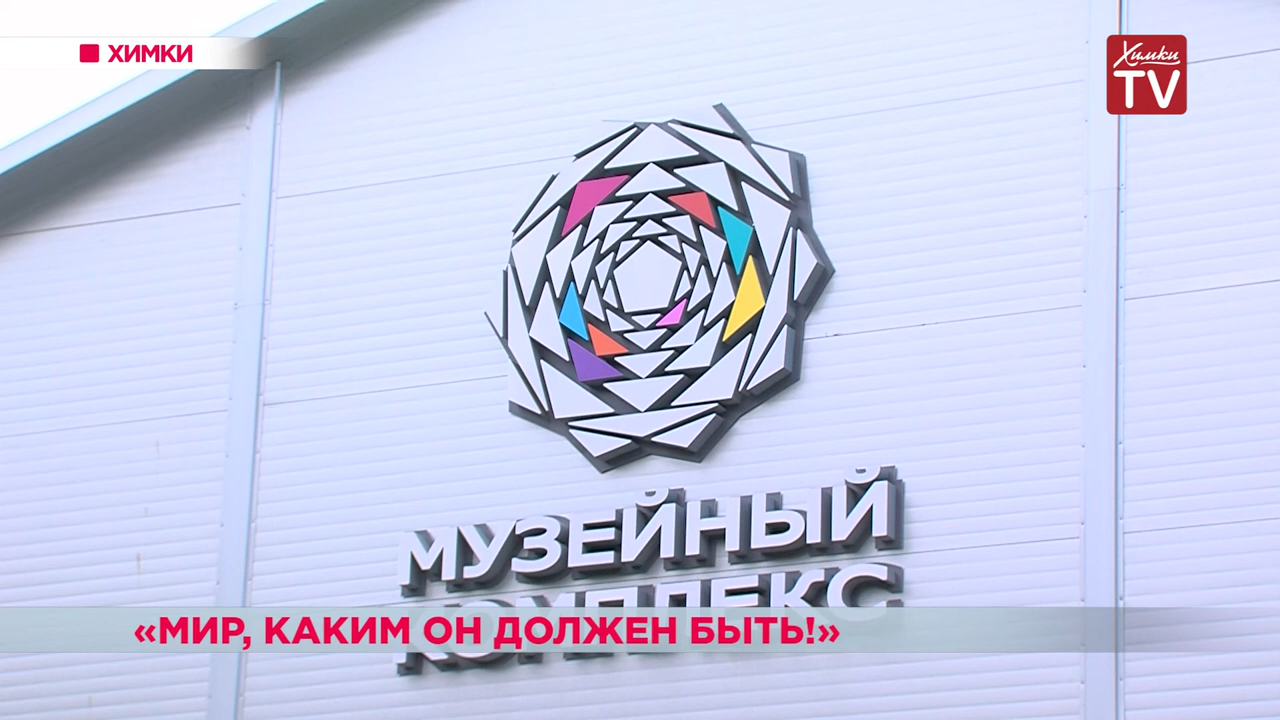 ХИМКИ
Химки
TV
МУЗЕЙНЫЙ
КОМПЛЕКС
«МИР, КАКИМ ОН ДОЛЖЕН БЫТЬ!»